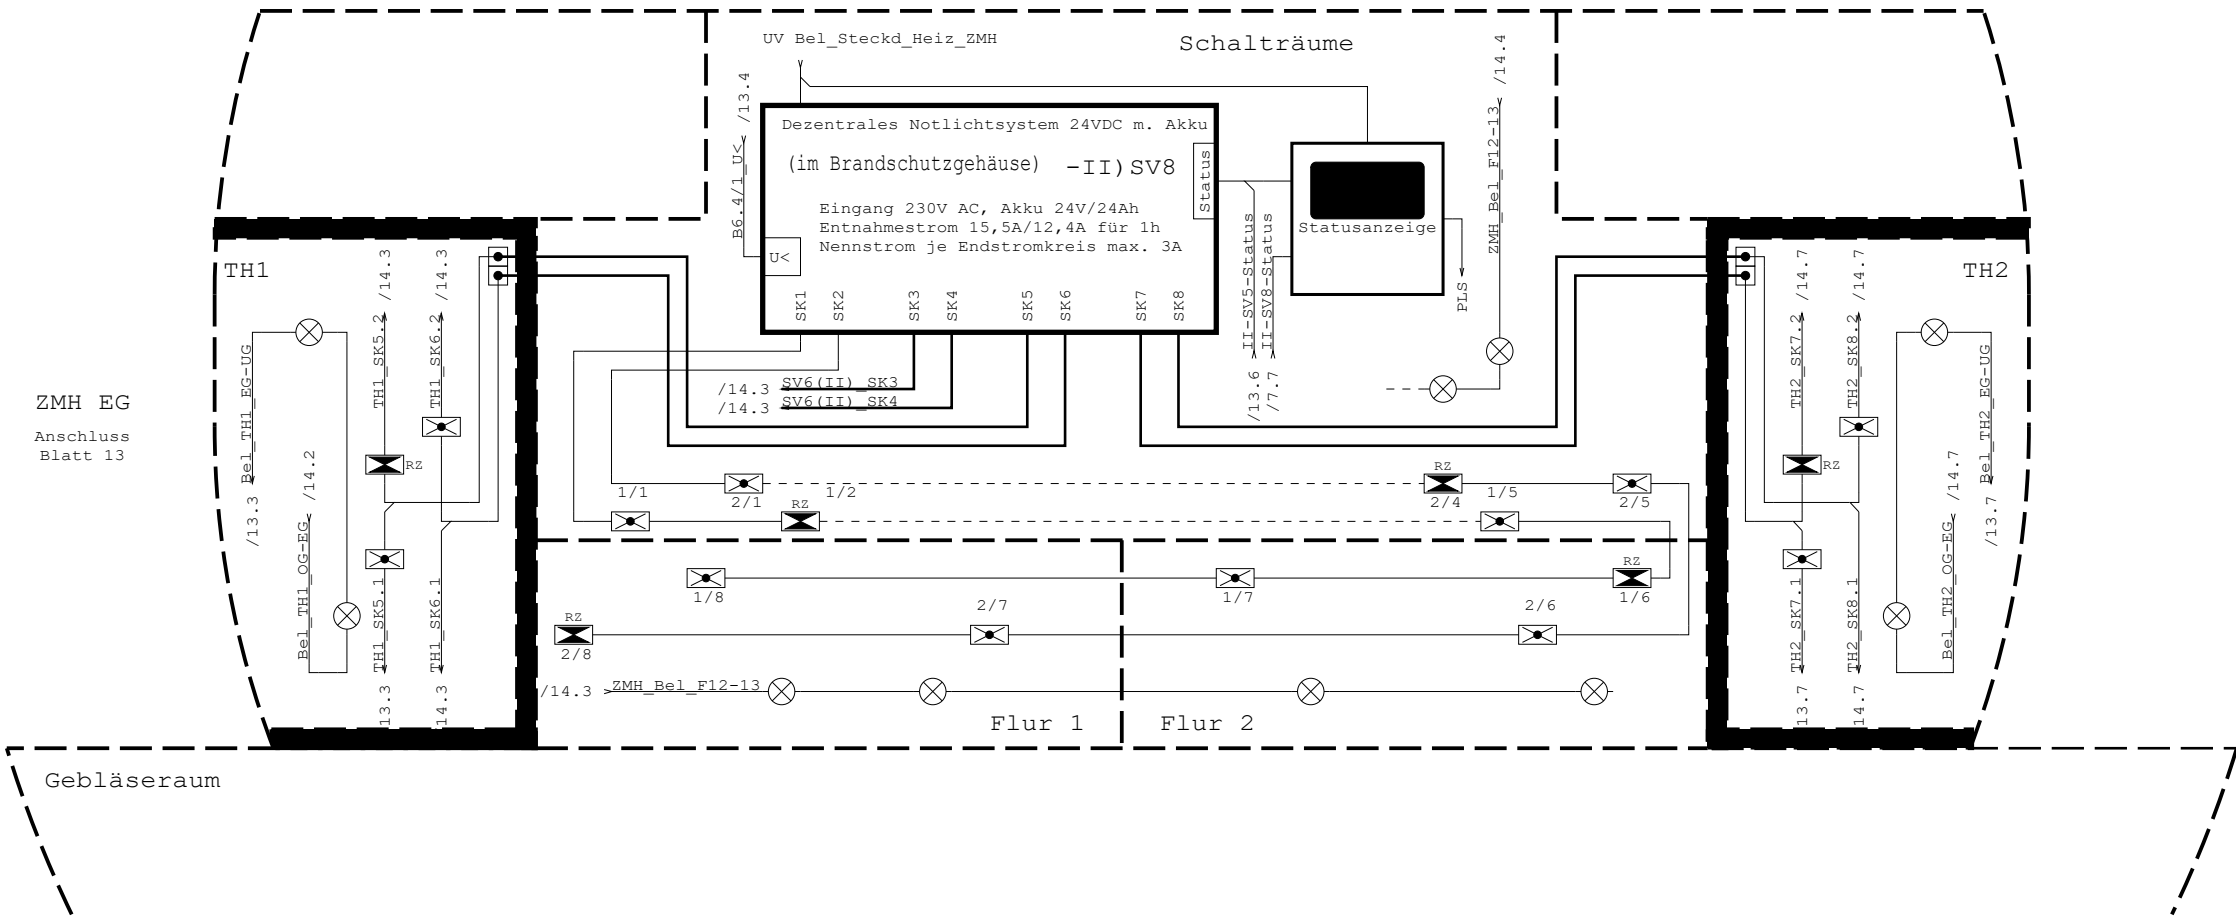 UV Bel_Steckd_Heiz_ZMH
Schalträume
B6.4/1_U< /13.4
Dezentrales Notlichtsystem 24VDC m. Akku
(im Brandschutzgehäuse) -II)SV8
Status
Eingang 230V AC, Akku 24V/24Ah
Entnahmestrom 15,5A/12,4A für 1h
Nennstrom je Endstromkreis max. 3A
U<
SK1
SK2
SK3
SK4
SK5
SK6
SK7
SK8
Statusanzeige
PLS
II-SV5-Status
/13.6
II-SV8-Status
/7.7
ZMH_Bel_F12-13 /14.4
/14.3 SV6(II)_SK3
/14.3 SV6(II)_SK4
TH1
/13.3 Bel_TH1_EG-UG
Bel_TH1_OG-EG /14.2
TH1_SK5.2 /14.3
TH1_SK6.2 /14.3
RZ
13.3 TH1_SK5.1
14.3 TH1_SK6.1
TH2
TH2_SK7.2 /14.7
TH2_SK8.2 /14.7
RZ
13.7 TH2_SK7.1
14.7 TH2_SK8.1
Bel_TH2_OG-EG /14.7
/13.7 Bel_TH2_EG-UG
ZMH EG
Anschluss
Blatt 13
1/1
2/1
1/2
RZ
2/4
1/5
2/5
RZ
1/8
1/7
RZ
1/6
RZ
2/8
2/7
2/6
/14.3 ZMH_Bel_F12-13
Flur 1
Flur 2
Gebläseraum